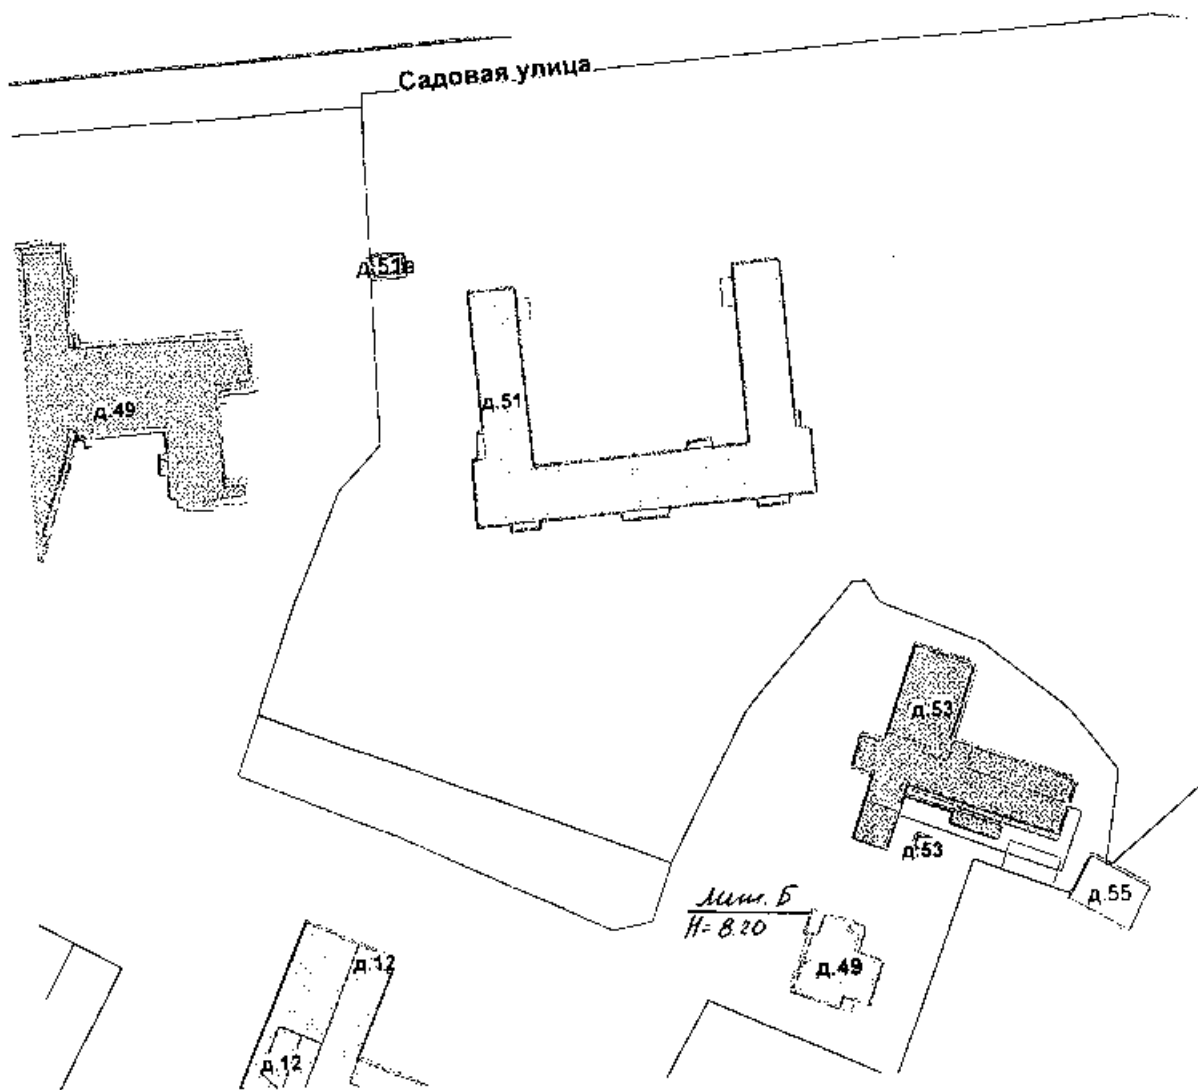 Садовая улица
д.51в
д.49
д.51
д.53
д.53
д.55
лит. Б
H= 8.20
д.49
д.12
д.12